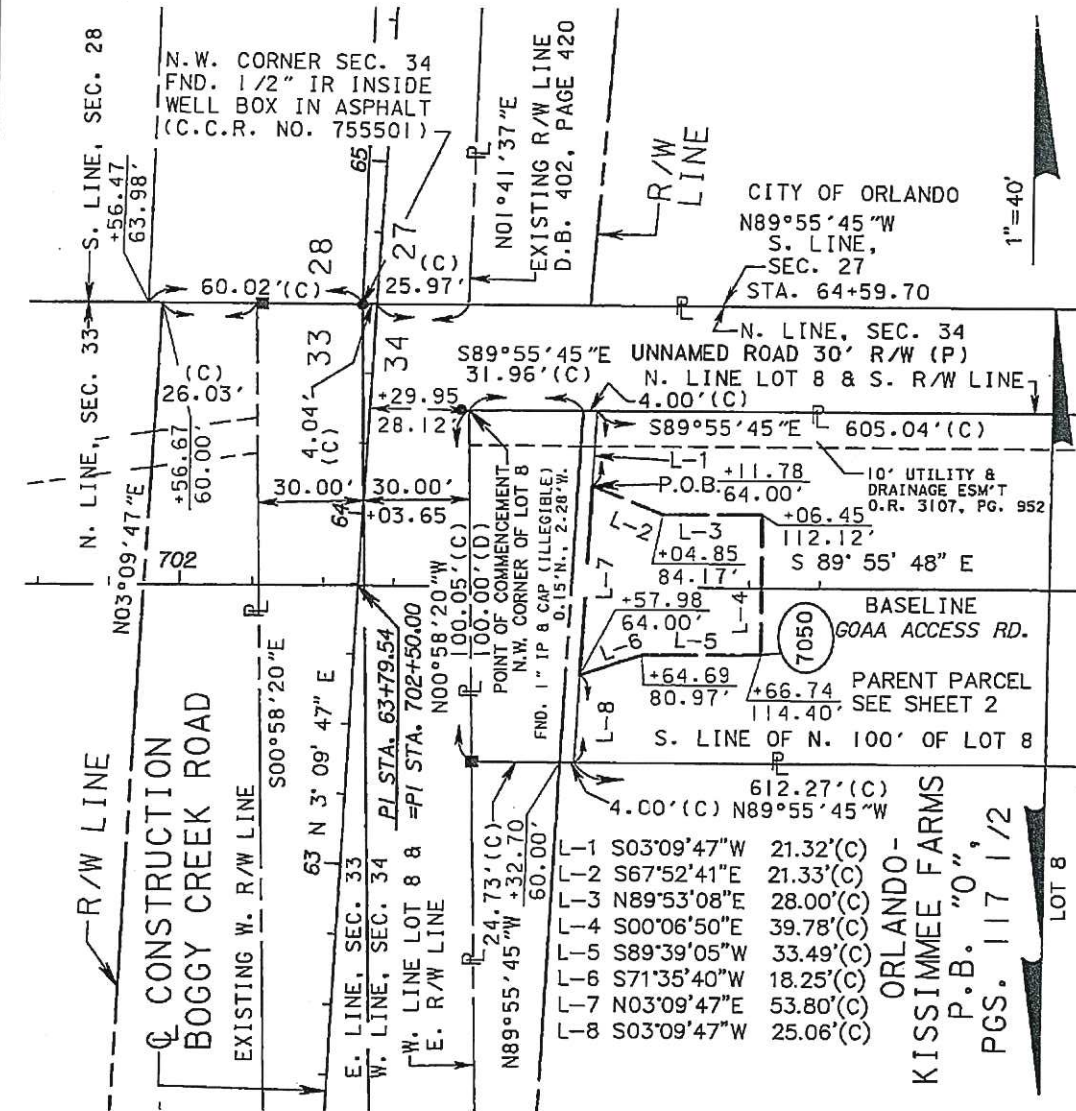 S. LINE, SEC. 28
+56.47
63.98'
N.W. CORNER SEC. 34
FND. 1/2" IR INSIDE
WELL BOX IN ASPHALT
(C.C.R. NO. 755501)
65
N01°41'37"E
EXISTING R/W LINE
D.B. 402, PAGE 420
R/W
LINE
CITY OF ORLANDO
N89°55'45"W
S. LINE,
SEC. 27
STA. 64+59.70
1"=40'
60.02'(C)
28
27
(C)
25.97'
N. LINE, SEC. 33
(C)
26.03'
+56.67
60.00'
33
34
4.04'
(C)
+29.95
28.12
S89°55'45"E
31.96'(C)
N. LINE, SEC. 34
UNNAMED ROAD 30' R/W (P)
N. LINE LOT 8 & S. R/W LINE
4.00'(C)
S89°55'45"E
605.04'(C)
30.00'
30.00'
64
+03.65
L-1
P.O.B.
+11.78
64.00'
10' UTILITY &
DRAINAGE ESM'T
O.R. 3107, PG. 952
L-2
L-3
+06.45
112.12'
+04.85
84.17'
S 89° 55' 48" E
N03°09'47"E
702
PL
L-7
L-4
+57.98
64.00'
BASELINE
GOAA ACCESS RD.
L-6
L-5
7050
+64.69
80.97'
+66.74
114.40'
PARENT PARCEL
SEE SHEET 2
L-8
S. LINE OF N. 100' OF LOT 8
POINT OF COMMENCEMENT
N.W. CORNER OF LOT 8
FND. 1" IP & CAP (ILLEGIBLE)
0.15'N., 2.28'W.
N00°58'20"W
100.05'(C)
100.00'(D)
PI STA. 63+79.54
=PI STA. 702+50.00
R/W LINE
℄ CONSTRUCTION
BOGGY CREEK ROAD
EXISTING W. R/W LINE
S00°58'20"E
63
N 3° 09' 47" E
E. LINE, SEC. 33
W. LINE, SEC. 34
W. LINE LOT 8 &
E. R/W LINE
24.73'(C)
N89°55'45"W
+32.70
60.00'
612.27'(C)
4.00'(C) N89°55'45"W
L-1 S03°09'47"W 21.32'(C)
L-2 S67°52'41"E 21.33'(C)
L-3 N89°53'08"E 28.00'(C)
L-4 S00°06'50"E 39.78'(C)
L-5 S89°39'05"W 33.49'(C)
L-6 S71°35'40"W 18.25'(C)
L-7 N03°09'47"E 53.80'(C)
L-8 S03°09'47"W 25.06'(C)
ORLANDO-
KISSIMMEE FARMS
P.B. "O",
PGS. 117 1/2
LOT 8